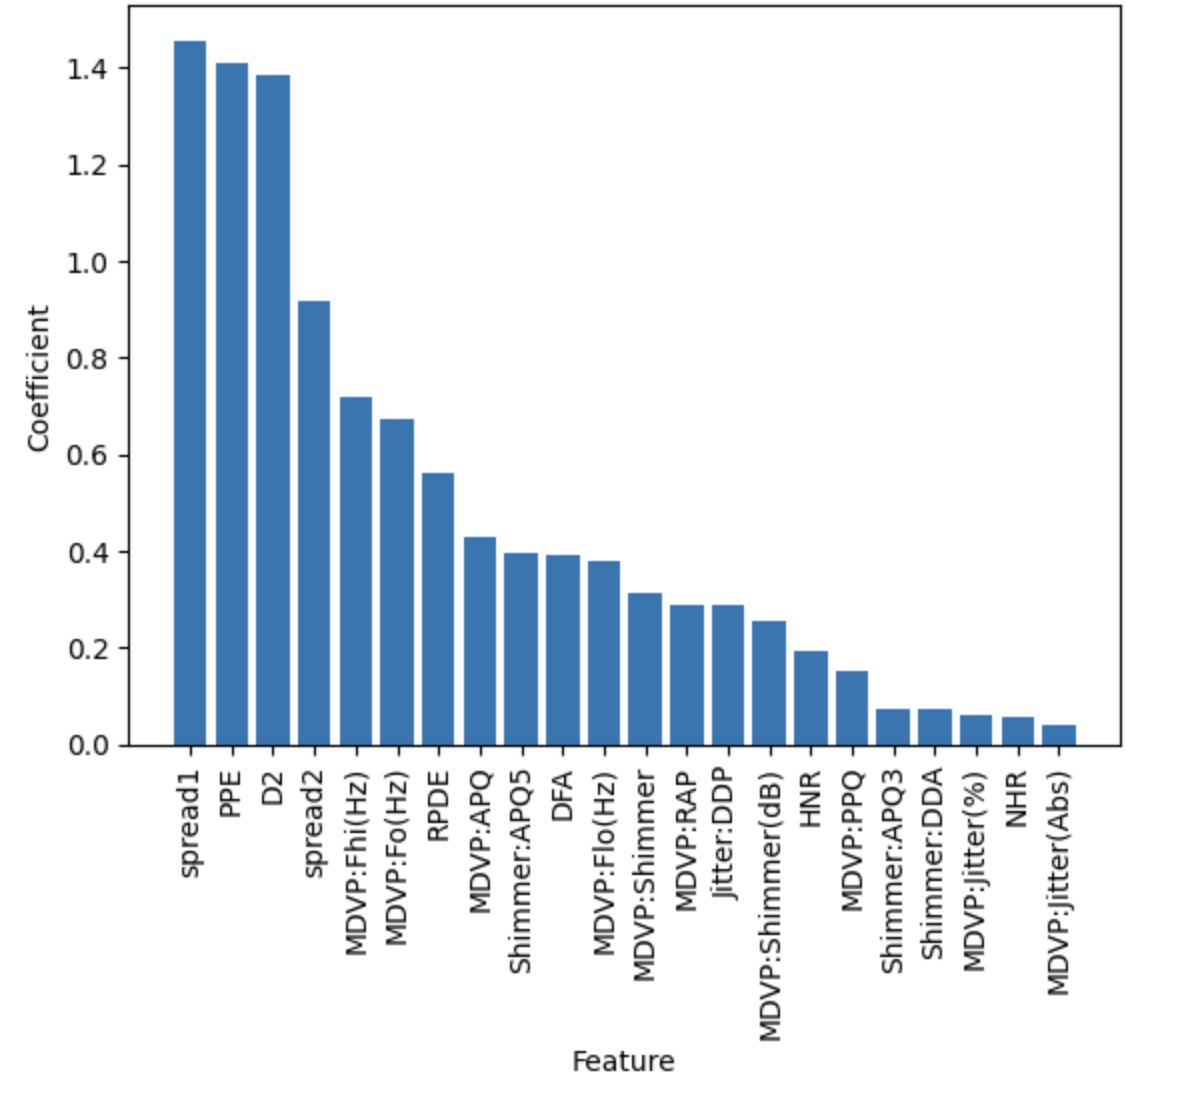 1.4
1.2
1.0
0.8
0.6
0.4
0.2
0.0
Coefficient
spread1
PPE
D2
spread2
MDVP:Fhi(Hz)
MDVP:Fo(Hz)
RPDE
MDVP:APQ
Shimmer:APQ5
DFA
MDVP:Flo(Hz)
MDVP:Shimmer
MDVP:RAP
Jitter:DDP
MDVP:Shimmer(dB)
HNR
MDVP:PPQ
Shimmer:APQ3
Shimmer:DDA
MDVP:Jitter(%)
NHR
MDVP:Jitter(Abs)
Feature